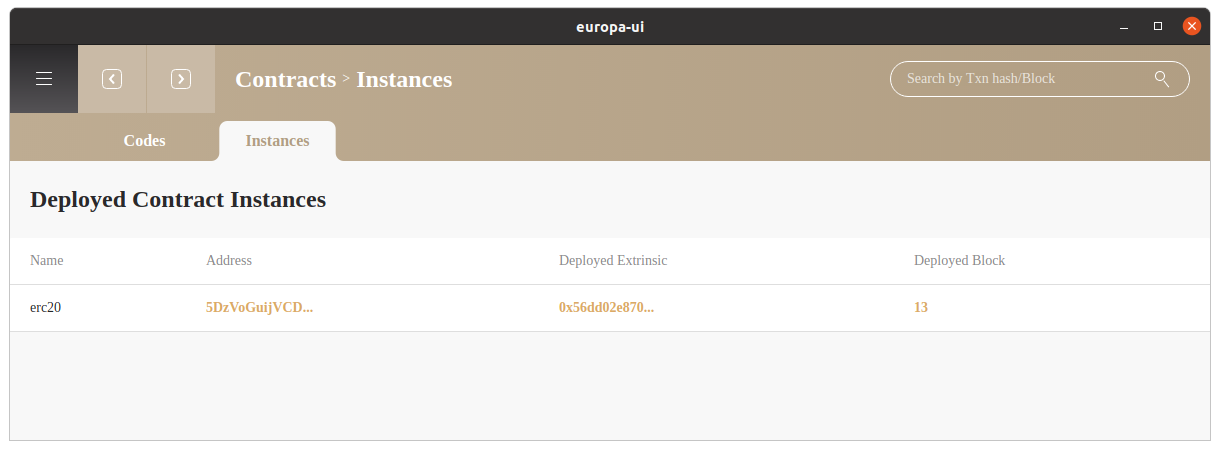 europa-ui
Contracts > Instances
Search by Txn hash/Block
Codes
Instances
Deployed Contract Instances
Name Address Deployed Extrinsic Deployed Block
erc20 5DzVoGuijVCD... 0x56dd02e870... 13